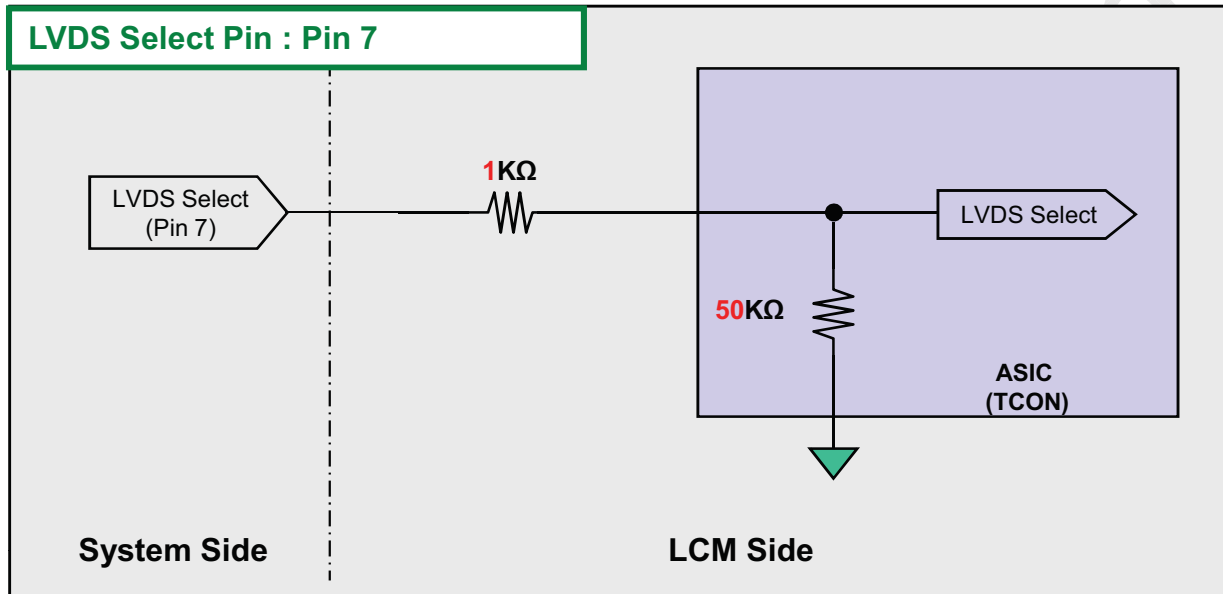 LVDS Select Pin : Pin 7
1KΩ
LVDS Select
(Pin 7)
LVDS Select
50KΩ
ASIC
(TCON)
System Side
LCM Side